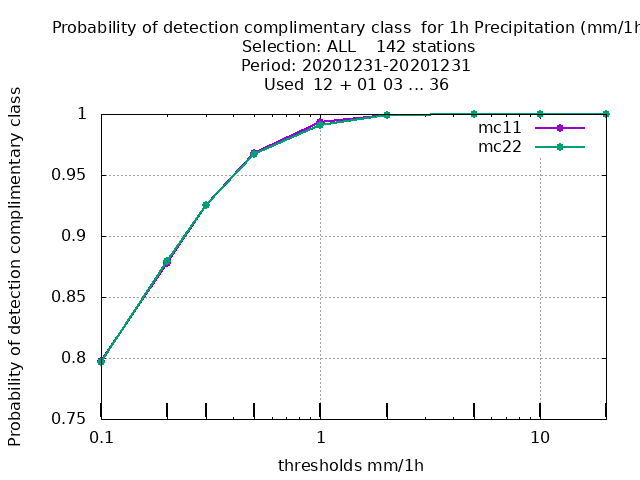 Probability of detection complimentary class  for 1h Precipitation (mm/1h
Selection: ALL    142 stations
Period: 20201231-20201231
Used  12 + 01 03 ... 36
Probability of detection complimentary class
1
0.95
0.9
0.85
0.8
0.75
mc11
mc22
0.1
1
10
thresholds mm/1h